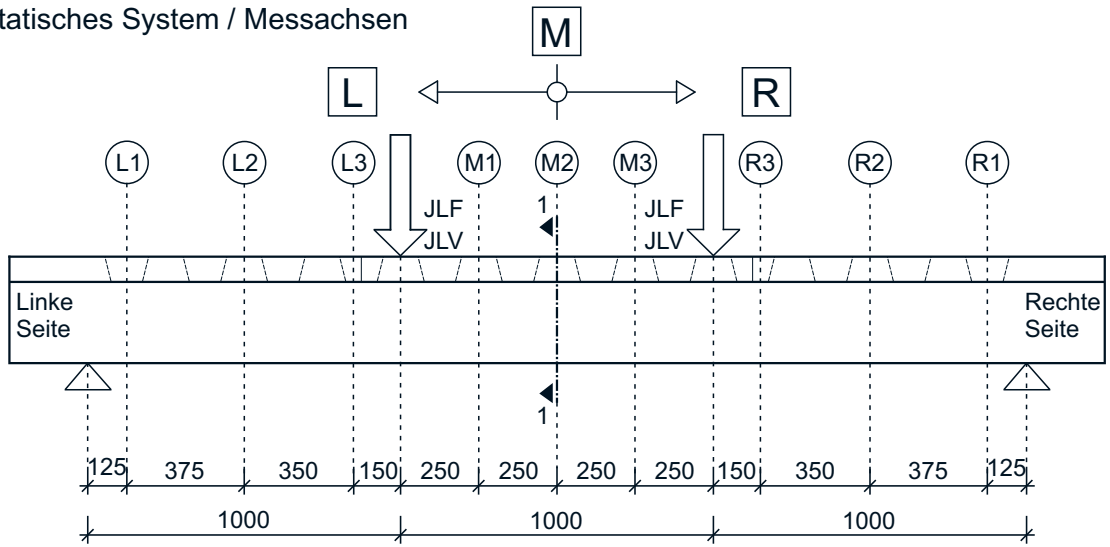 tatisches System / Messachsen
M
L
R
L1 L2 L3 M1 M2 M3 R3 R2 R1
JLF
JLV
1
JLF
JLV
Linke
Seite
Rechte
Seite
1
125 375 350 150 250 250 250 250 150 350 375 125
1000 1000 1000